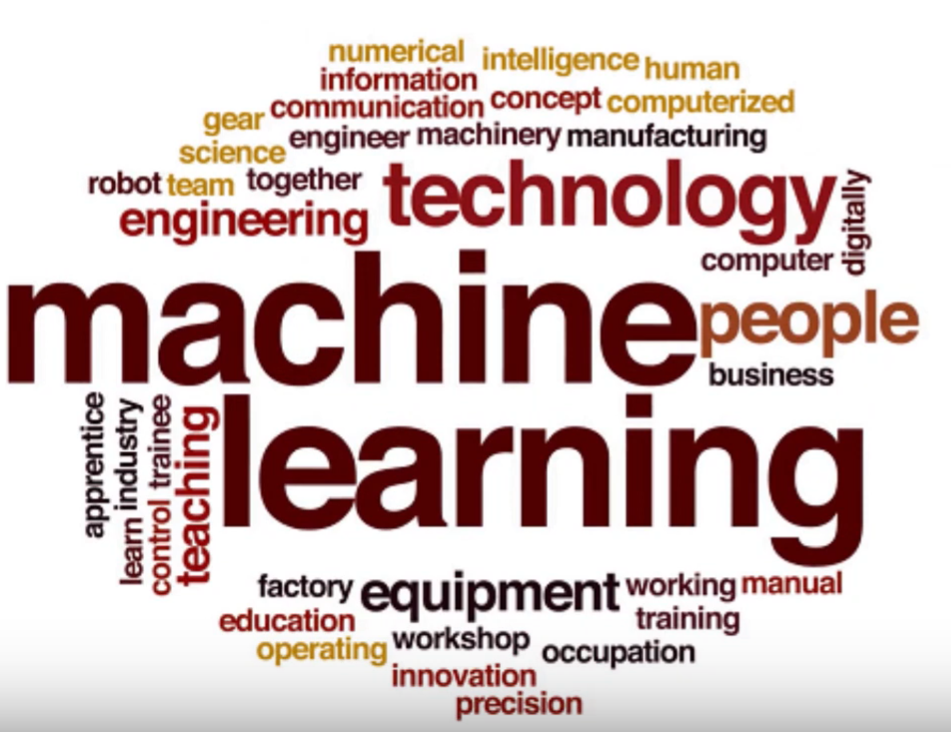 numerical intelligence human
information
communication concept computerized
gear engineer machinery manufacturing
science
robot team together technology digitally
engineering
computer
machine people
business
apprentice learn industry control trainee teaching learning
factory equipment working manual
education training
operating workshop occupation
innovation
precision